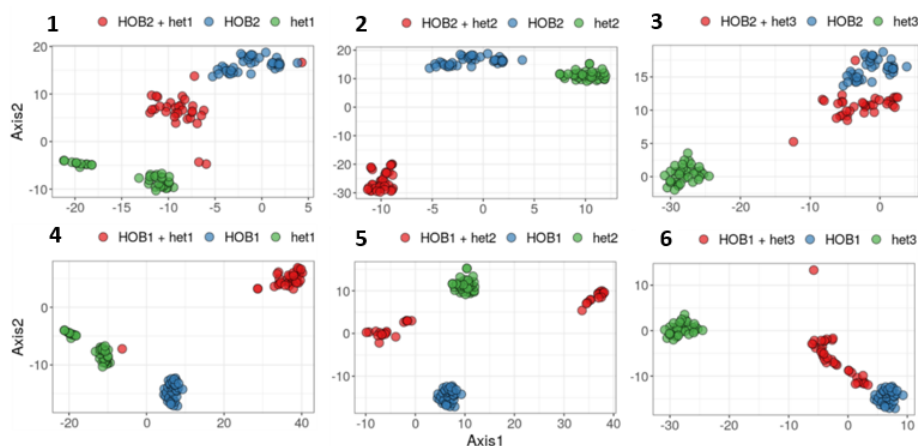 1 HOB2 + het1 HOB2 het1
2 HOB2 + het2 HOB2 het2
3 HOB2 + het3 HOB2 het3
Axis2
20
10
0
-10
-20 -15 -10 -5 0 5
20
10
0
-10
-20
-30
-10 -5 0 5 10
15
10
5
0
-30 -20 -10 0
4 HOB1 + het1 HOB1 het1
5 HOB1 + het2 HOB1 het2
6 HOB1 + het3 HOB1 het3
Axis2
0
-10
-20 0 20 40
10
0
-10
-10 0 10 20 30 40
10
0
-10
-30 -20 -10 0 10
Axis1